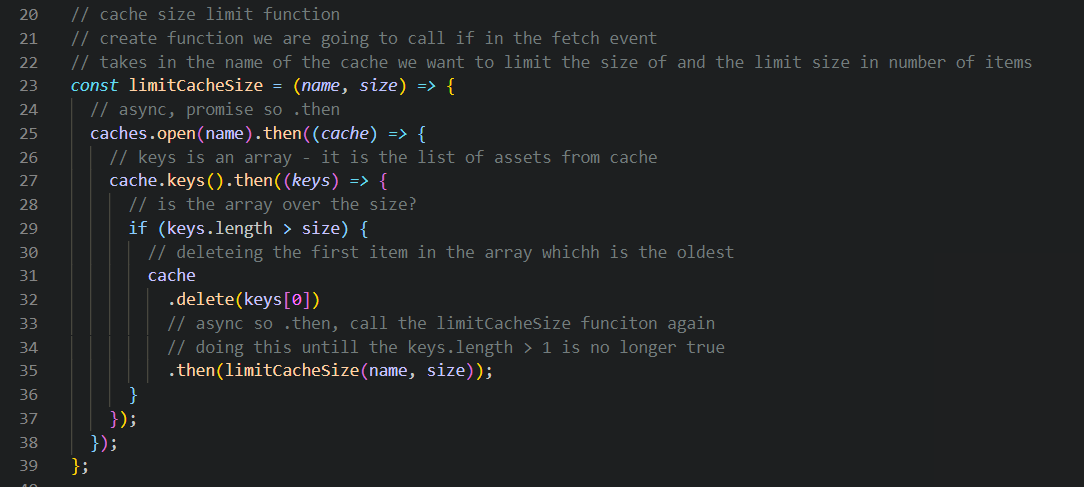 20 // cache size limit function
21 // create function we are going to call if in the fetch event
22 // takes in the name of the cache we want to limit the size of and the limit size in number of items
23 const limitCacheSize = (name, size) => {
24 // async, promise so .then
25 caches.open(name).then((cache) => {
26 // keys is an array - it is the list of assets from cache
27 cache.keys().then((keys) => {
28 // is the array over the size?
29 if (keys.length > size) {
30 // deleteing the first item in the array whichh is the oldest
31 cache
32 .delete(keys[0])
33 // async so .then, call the limitCacheSize funciton again
34 // doing this untill the keys.length > 1 is no longer true
35 .then(limitCacheSize(name, size));
36 }
37 });
38 });
39 };